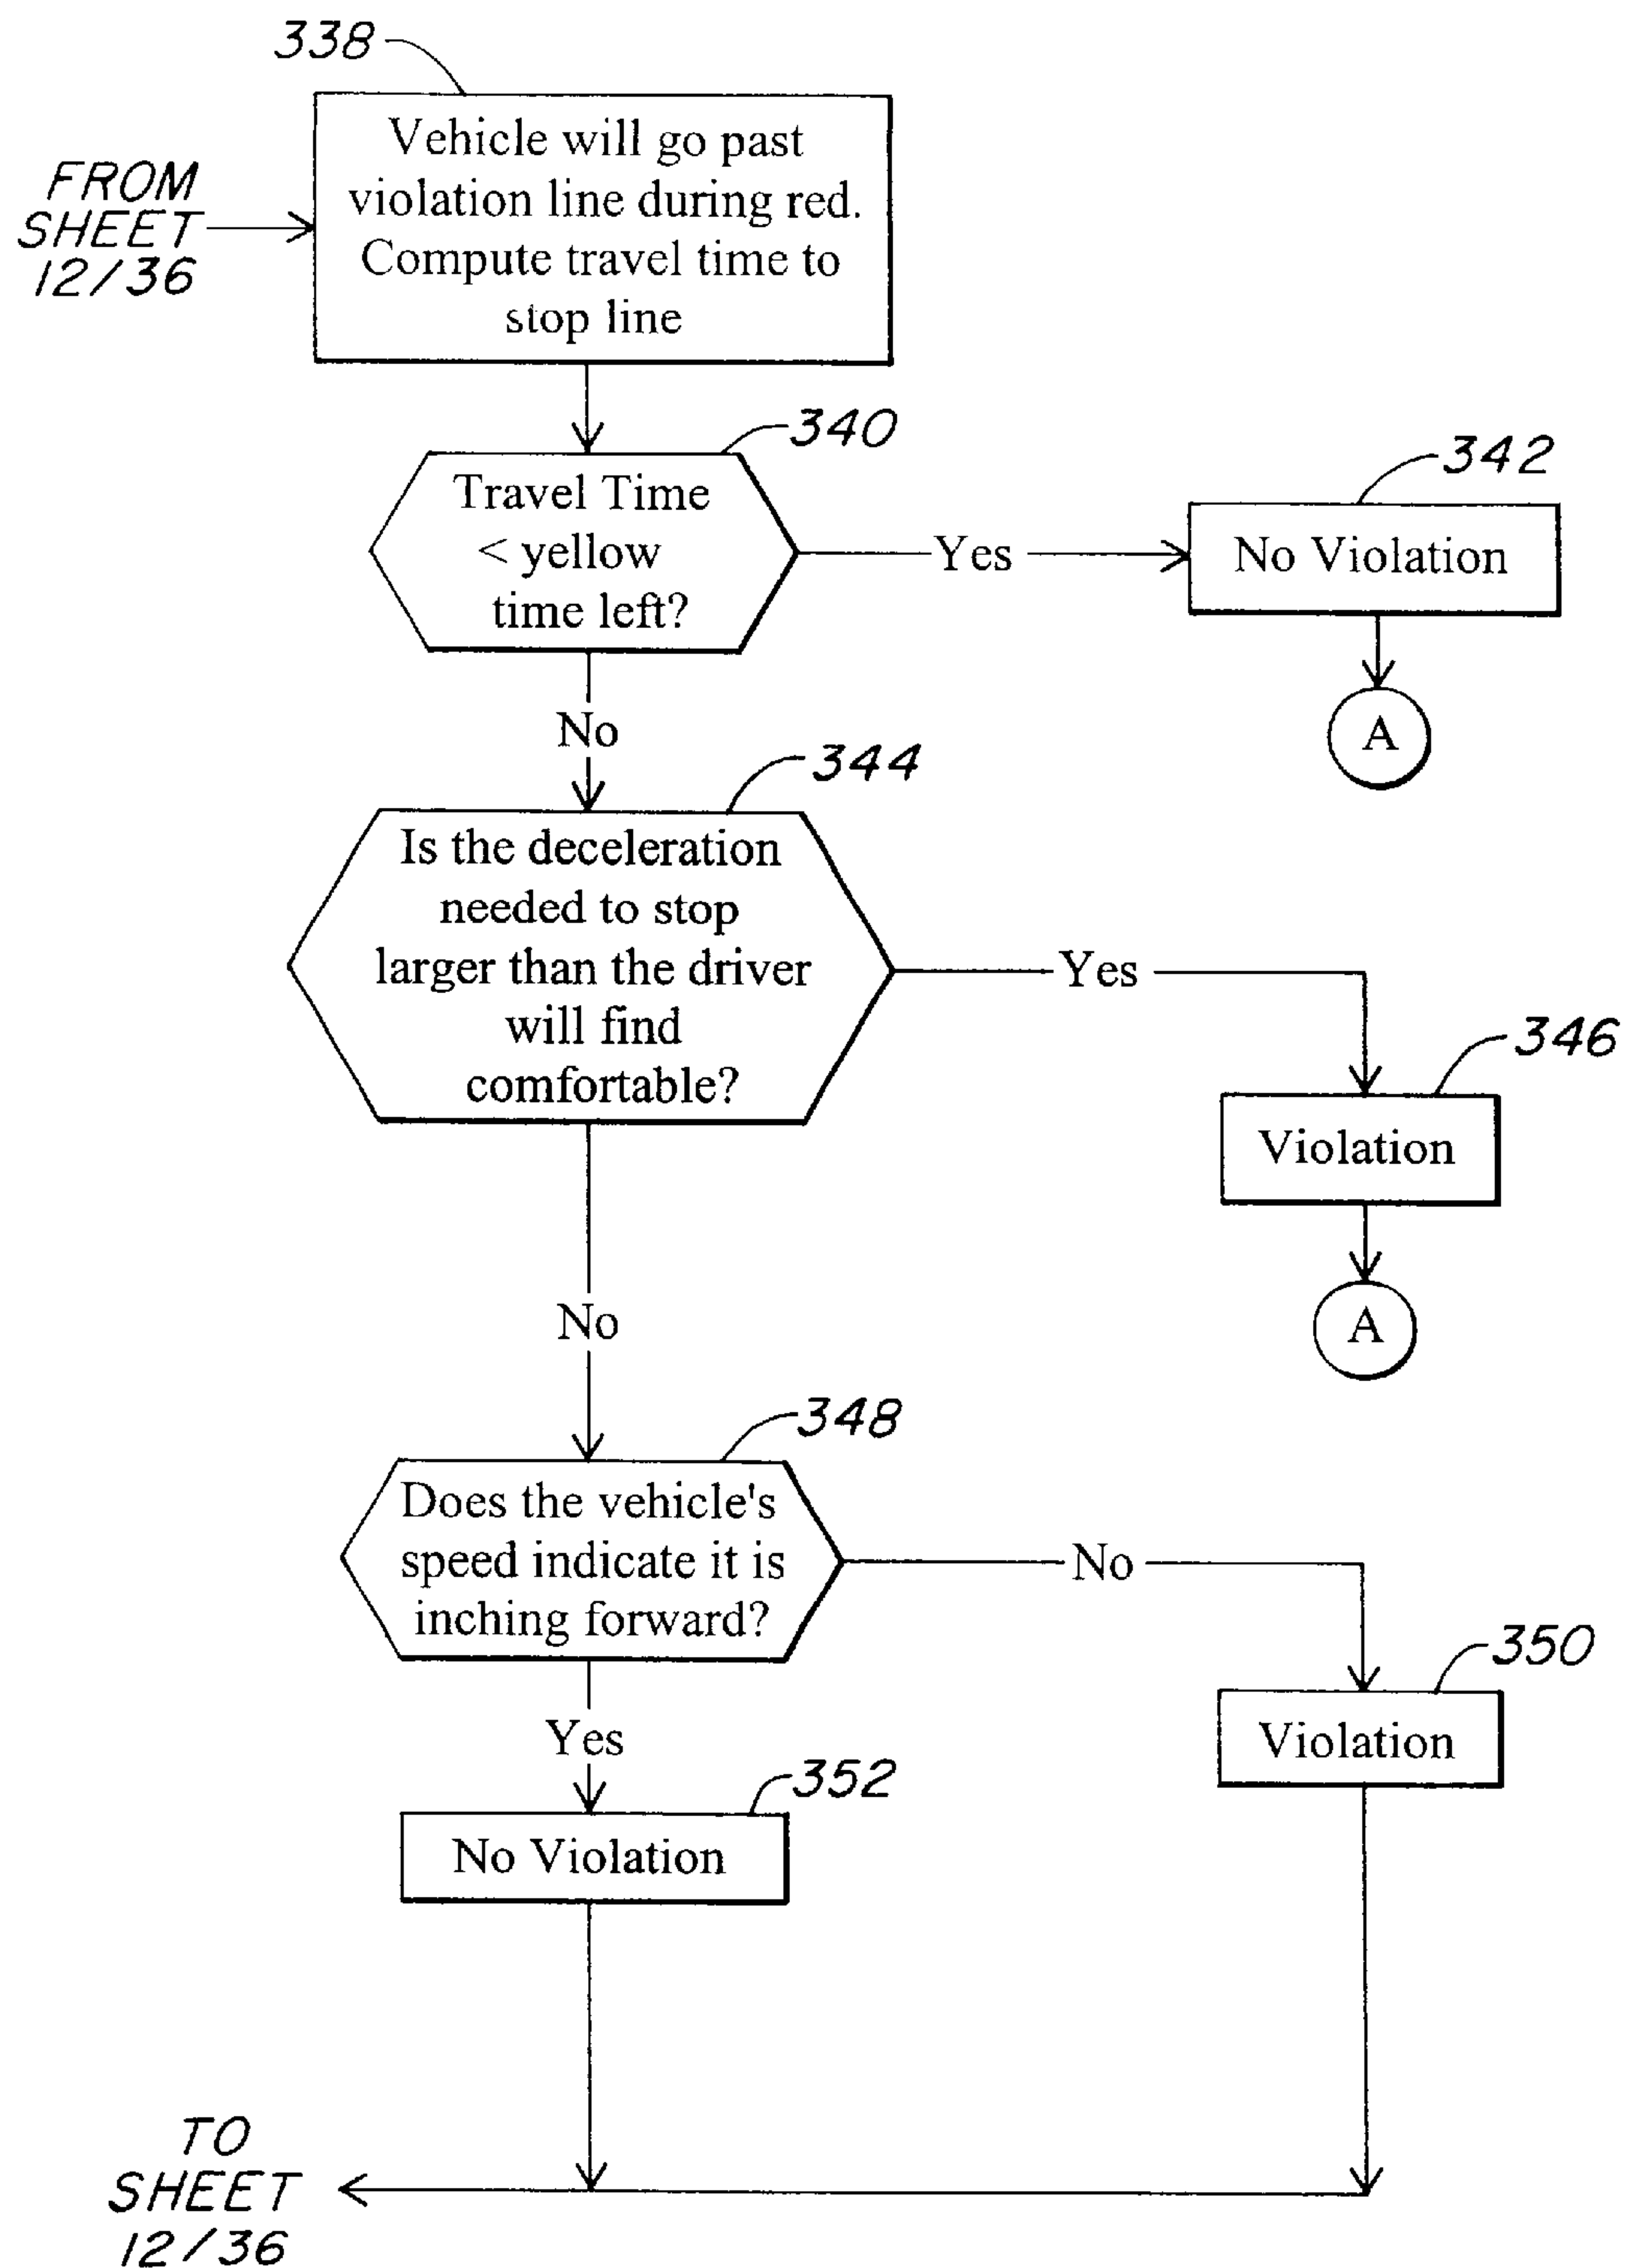 338
FROM
SHEET
12/36
Vehicle will go past
violation line during red.
Compute travel time to
stop line
340
Travel Time
< yellow
time left?
Yes
342
No Violation
A
No
344
Is the deceleration
needed to stop
larger than the driver
will find
comfortable?
Yes
346
Violation
A
No
348
Does the vehicle's
speed indicate it is
inching forward?
No
350
Violation
Yes
352
No Violation
TO
SHEET
12/36